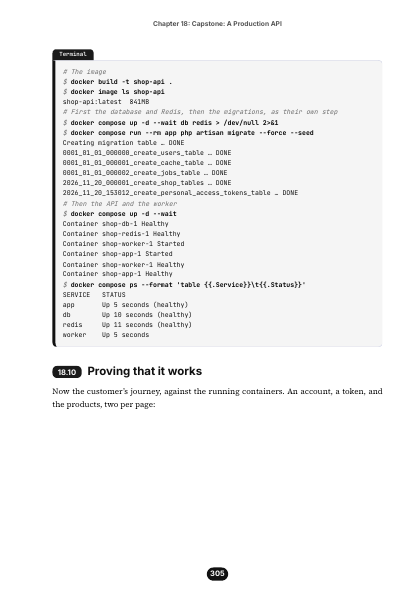 Chapter 18: Capstone: A Production API
Terminal
# The image
$ docker build -t shop-api .
$ docker image ls shop-api
shop-api:latest  841MB
# First the database and Redis, then the migrations, as their own step
$ docker compose up -d --wait db redis > /dev/null 2>&1
$ docker compose run --rm app php artisan migrate --force --seed
Creating migration table … DONE
0001_01_01_000000_create_users_table … DONE
0001_01_01_000001_create_cache_table … DONE
0001_01_01_000002_create_jobs_table … DONE
2026_11_20_000001_create_shop_tables … DONE
2026_11_20_153012_create_personal_access_tokens_table … DONE
# Then the API and the worker
$ docker compose up -d --wait
Container shop-db-1 Healthy
Container shop-redis-1 Healthy
Container shop-worker-1 Started
Container shop-app-1 Started
Container shop-worker-1 Healthy
Container shop-app-1 Healthy
$ docker compose ps --format 'table {{.Service}}\t{{.Status}}'
SERVICE   STATUS
app       Up 5 seconds (healthy)
db        Up 10 seconds (healthy)
redis     Up 11 seconds (healthy)
worker    Up 5 seconds
18.10 Proving that it works
Now the customer's journey, against the running containers. An account, a token, and
the products, two per page:
305